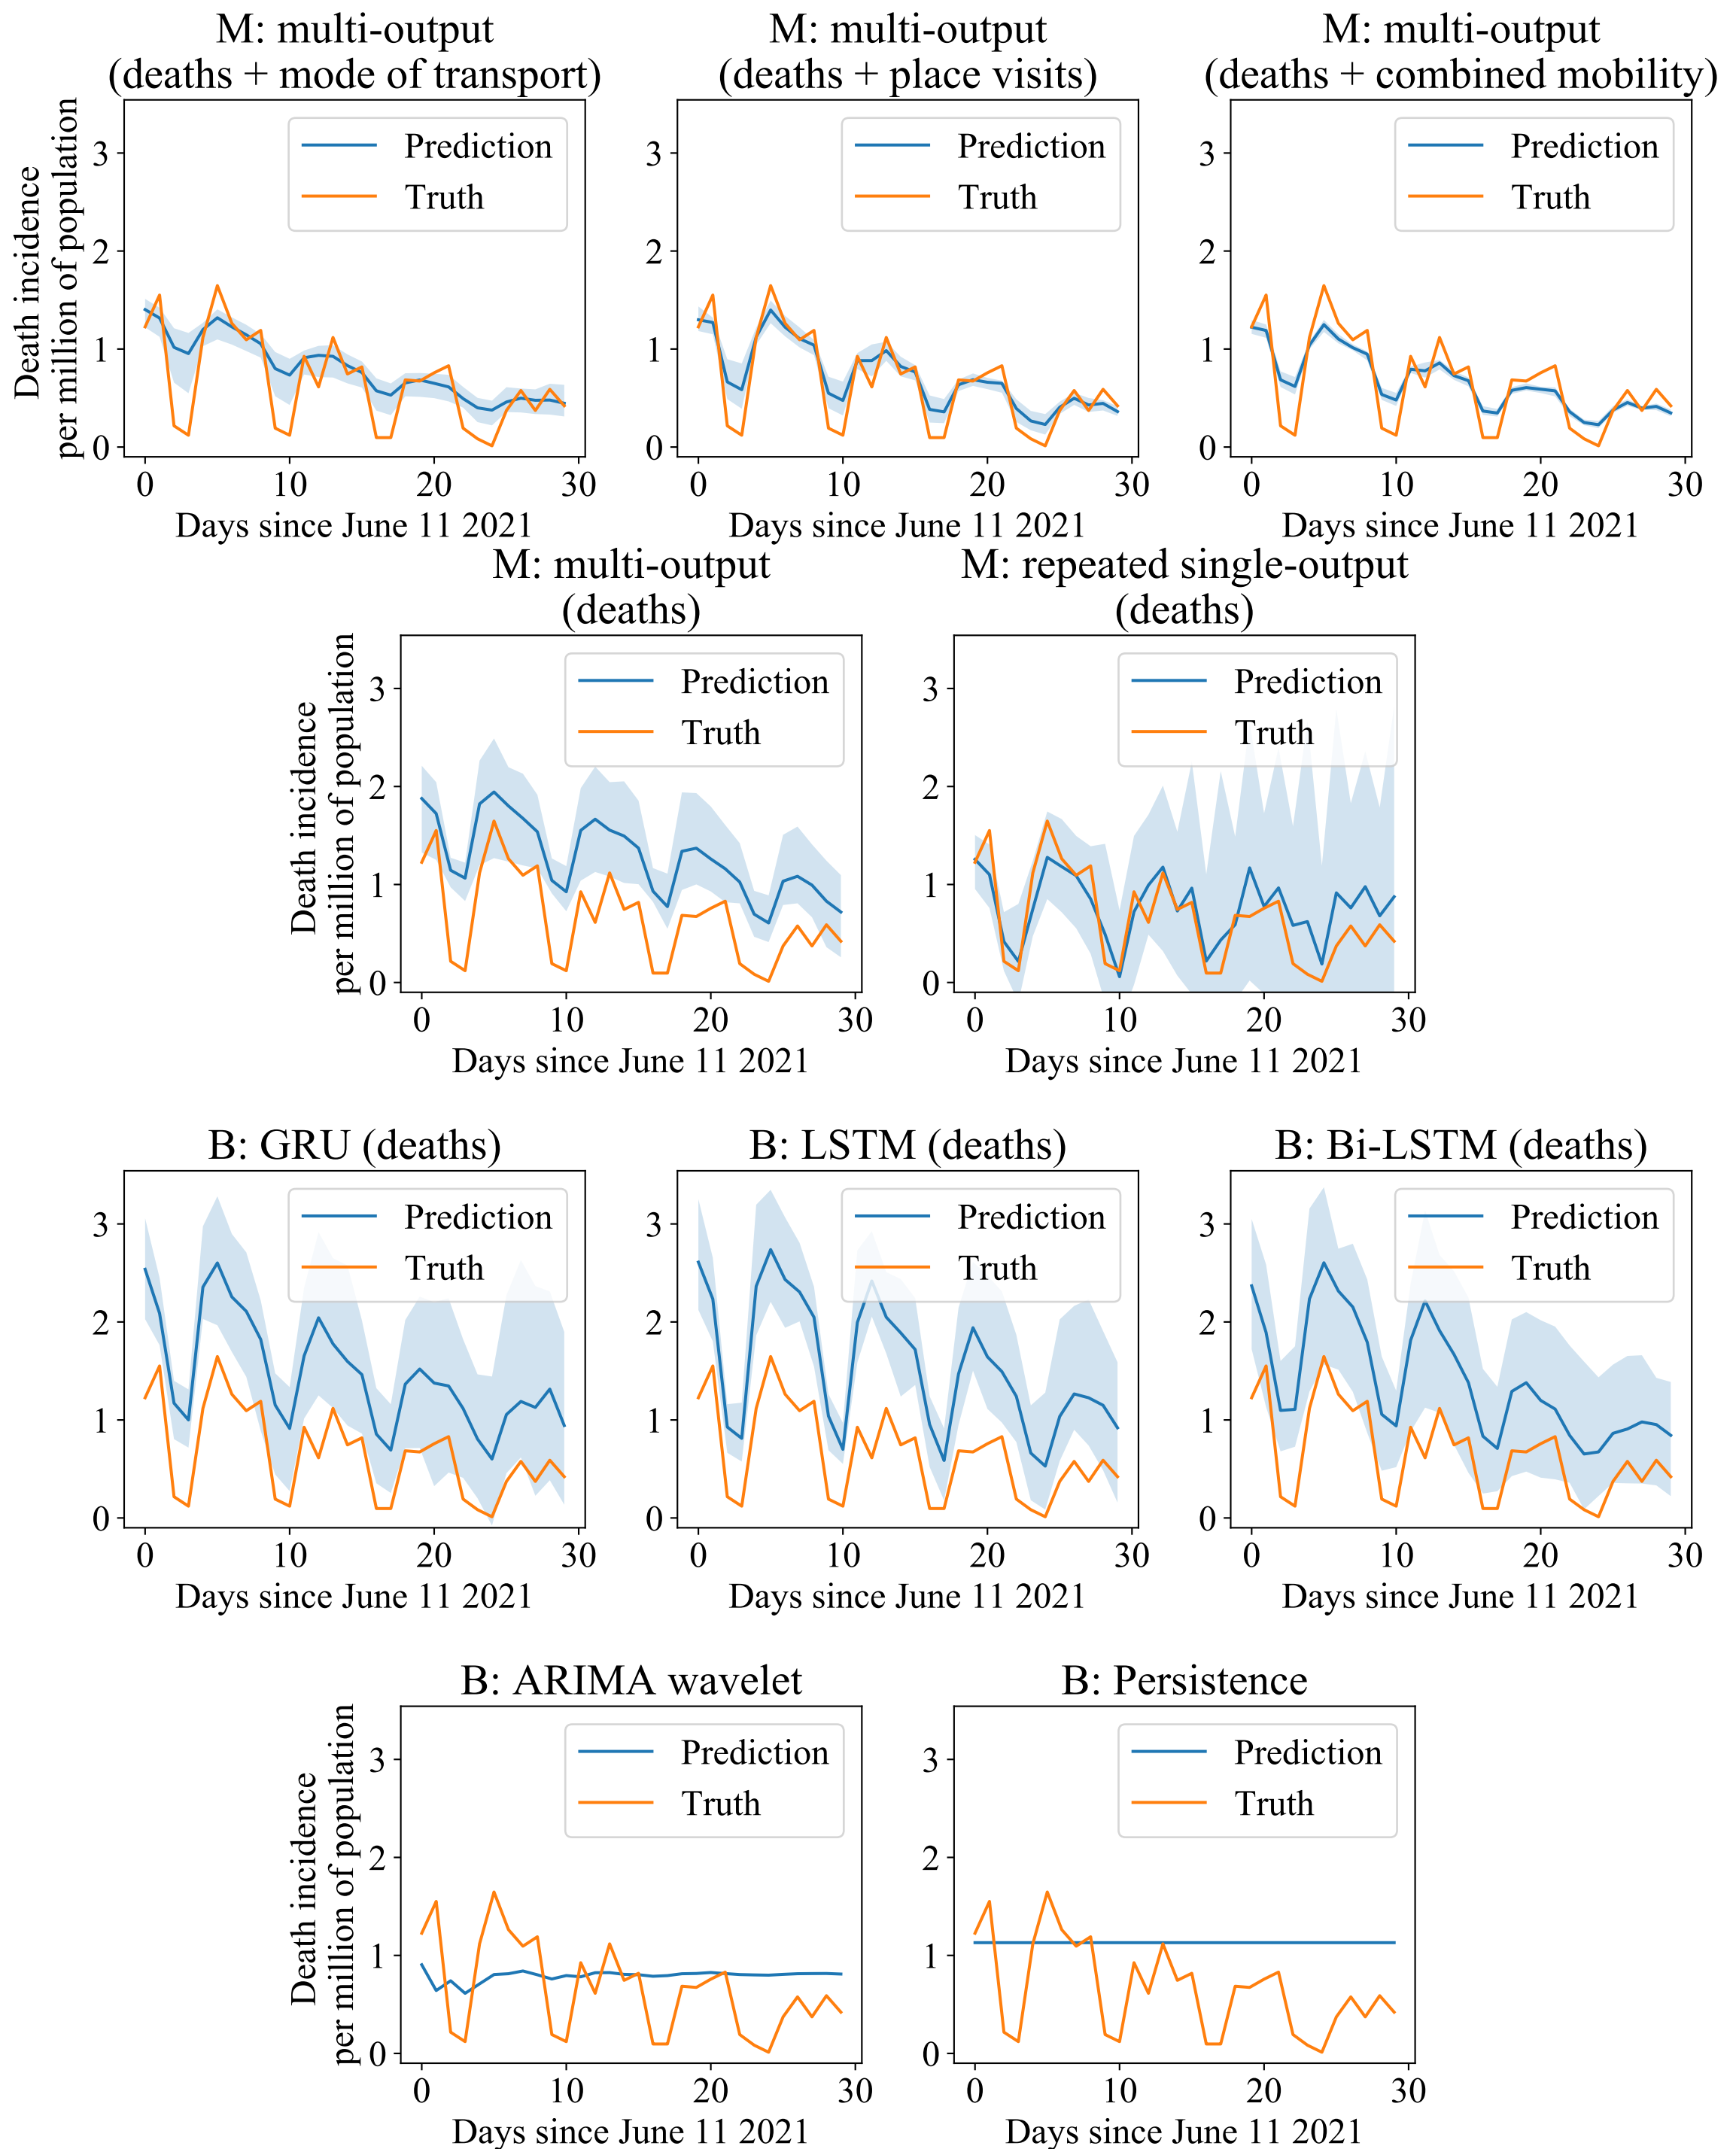 M: multi-output
(deaths + mode of transport)
M: multi-output
(deaths + place visits)
M: multi-output
(deaths + combined mobility)
Death incidence
per million of population
3
2
1
0
Prediction
Truth
0 10 20 30
Days since June 11 2021
3
2
1
0
Prediction
Truth
0 10 20 30
Days since June 11 2021
3
2
1
0
Prediction
Truth
0 10 20 30
Days since June 11 2021
M: multi-output
(deaths)
M: repeated single-output
(deaths)
Death incidence
per million of population
3
2
1
0
Prediction
Truth
0 10 20 30
Days since June 11 2021
3
2
1
0
Prediction
Truth
0 10 20 30
Days since June 11 2021
B: GRU (deaths)
3
2
1
0
Prediction
Truth
0 10 20 30
Days since June 11 2021
B: LSTM (deaths)
3
2
1
0
Prediction
Truth
0 10 20 30
Days since June 11 2021
B: Bi-LSTM (deaths)
3
2
1
0
Prediction
Truth
0 10 20 30
Days since June 11 2021
B: ARIMA wavelet
Death incidence
per million of population
3
2
1
0
Prediction
Truth
0 10 20 30
Days since June 11 2021
B: Persistence
3
2
1
0
Prediction
Truth
0 10 20 30
Days since June 11 2021